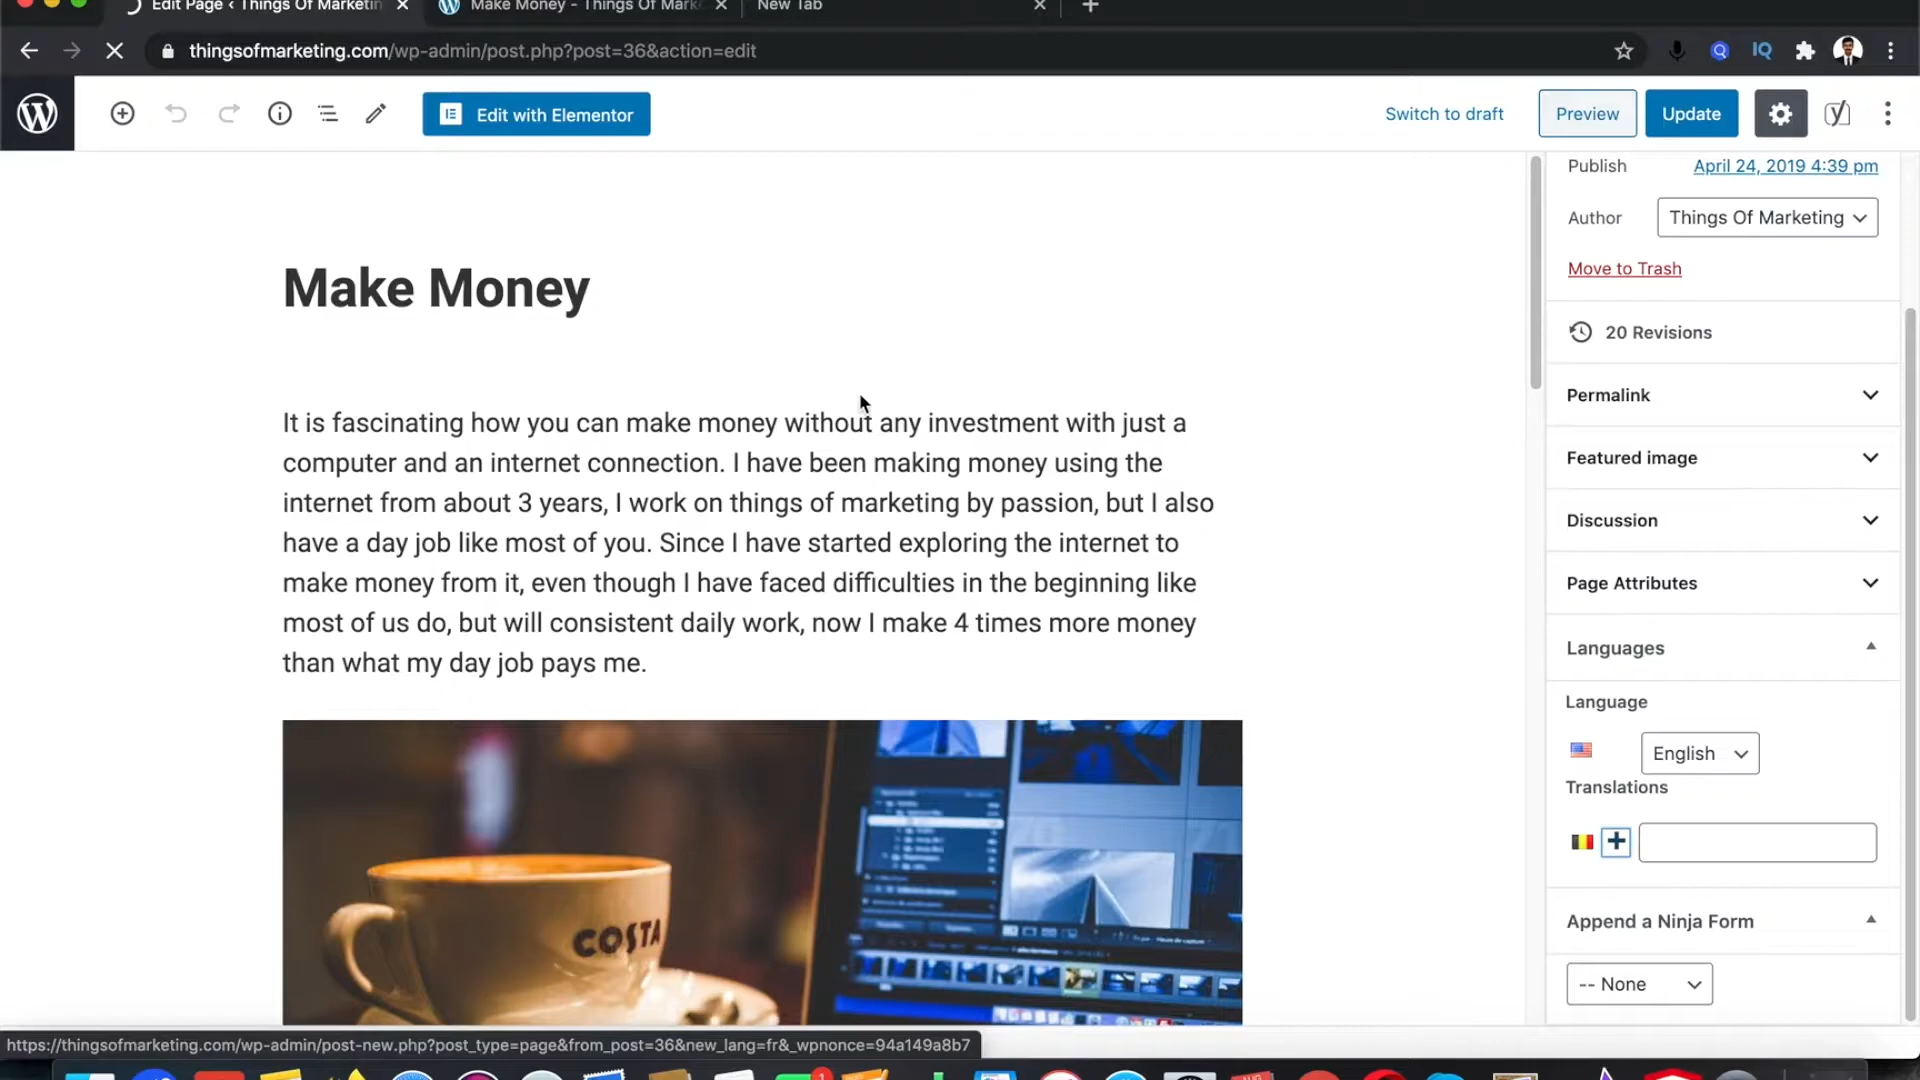 Edit Page ‹ Things Of Marketin
Make Money - Things Of Mark
New Tab
thingsofmarketing.com/wp-admin/post.php?post=36&action=edit
IQ
Edit with Elementor
Switch to draft
Preview
Update
Publish
April 24, 2019 4:39 pm
Author
Things Of Marketing
Move to Trash
20 Revisions
Permalink
Featured image
Discussion
Page Attributes
Languages
Language
English
Translations
Append a Ninja Form
-- None
Make Money
It is fascinating how you can make money without any investment with just a
computer and an internet connection. I have been making money using the
internet from about 3 years, I work on things of marketing by passion, but I also
have a day job like most of you. Since I have started exploring the internet to
make money from it, even though I have faced difficulties in the beginning like
most of us do, but will consistent daily work, now I make 4 times more money
than what my day job pays me.
COSTA
https://thingsofmarketing.com/wp-admin/post-new.php?post_type=page&from_post=36&new_lang=fr&_wpnonce=94a149a8b7
1